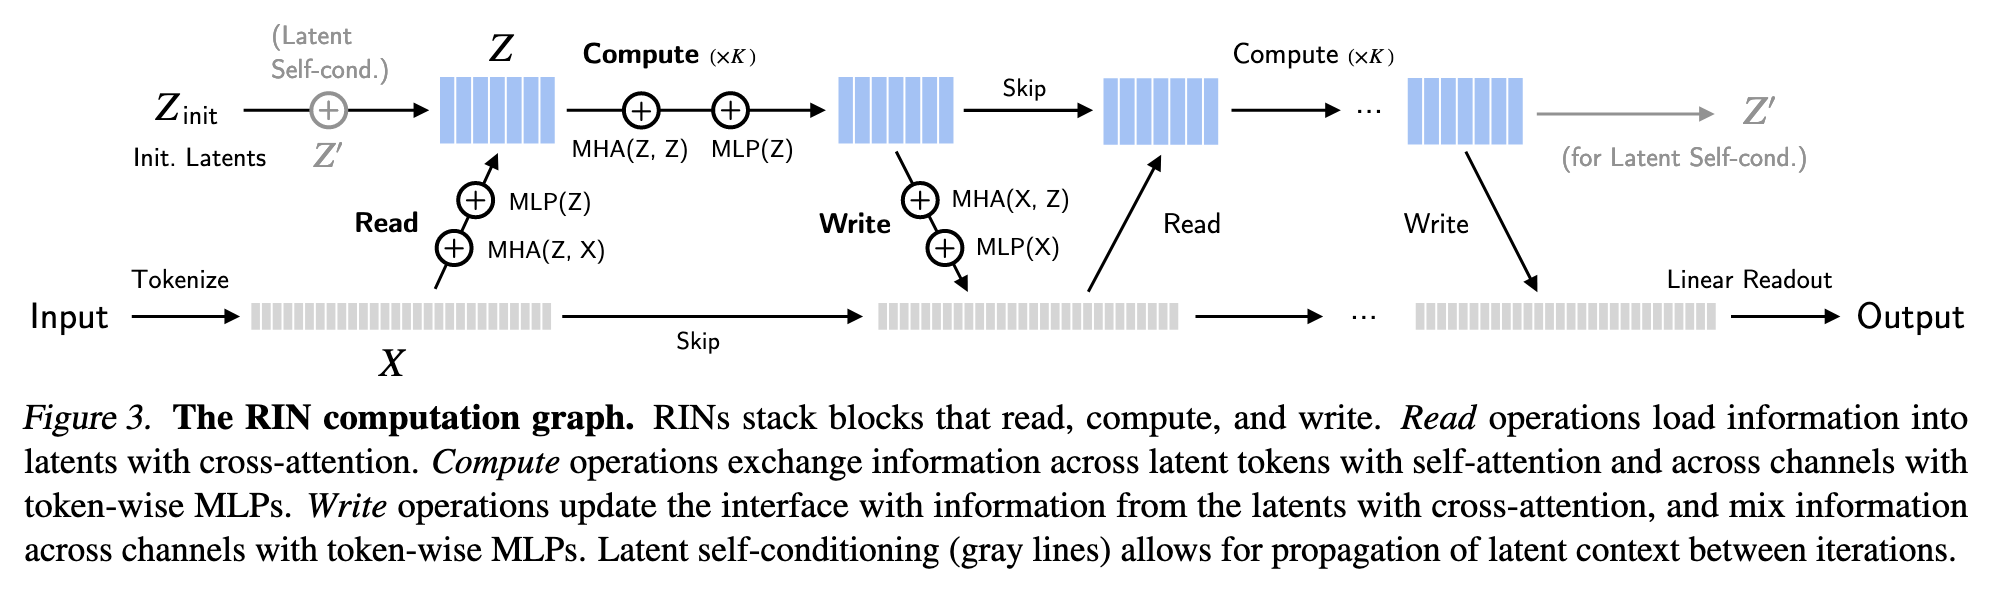 (Latent
Self-cond.)
Z
Compute (×K)
Skip
Compute (×K)
Zinit
...
Z′
Init. Latents
Z′
MHA(Z, Z)
MLP(Z)
(for Latent Self-cond.)
Read
MLP(Z)
MHA(Z, X)
Write
MHA(X, Z)
MLP(X)
Read
Write
Tokenize
Linear Readout
Input
Skip
...
Output
X
Figure 3. The RIN computation graph. RINs stack blocks that read, compute, and write. Read operations load information into
latents with cross-attention. Compute operations exchange information across latent tokens with self-attention and across channels with
token-wise MLPs. Write operations update the interface with information from the latents with cross-attention, and mix information
across channels with token-wise MLPs. Latent self-conditioning (gray lines) allows for propagation of latent context between iterations.